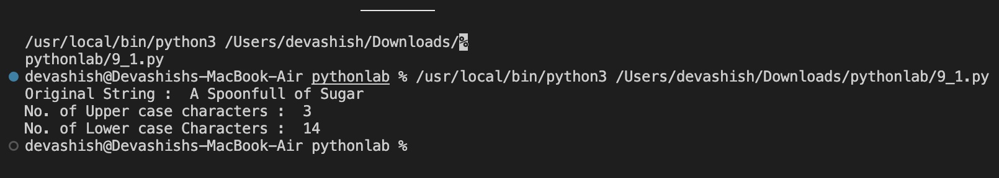 /usr/local/bin/python3 /Users/devashish/Downloads/%
pythonlab/9_1.py
devashish@Devashishs-MacBook-Air pythonlab % /usr/local/bin/python3 /Users/devashish/Downloads/pythonlab/9_1.py
Original String :  A Spoonfull of Sugar
No. of Upper case characters :  3
No. of Lower case Characters :  14
devashish@Devashishs-MacBook-Air pythonlab %